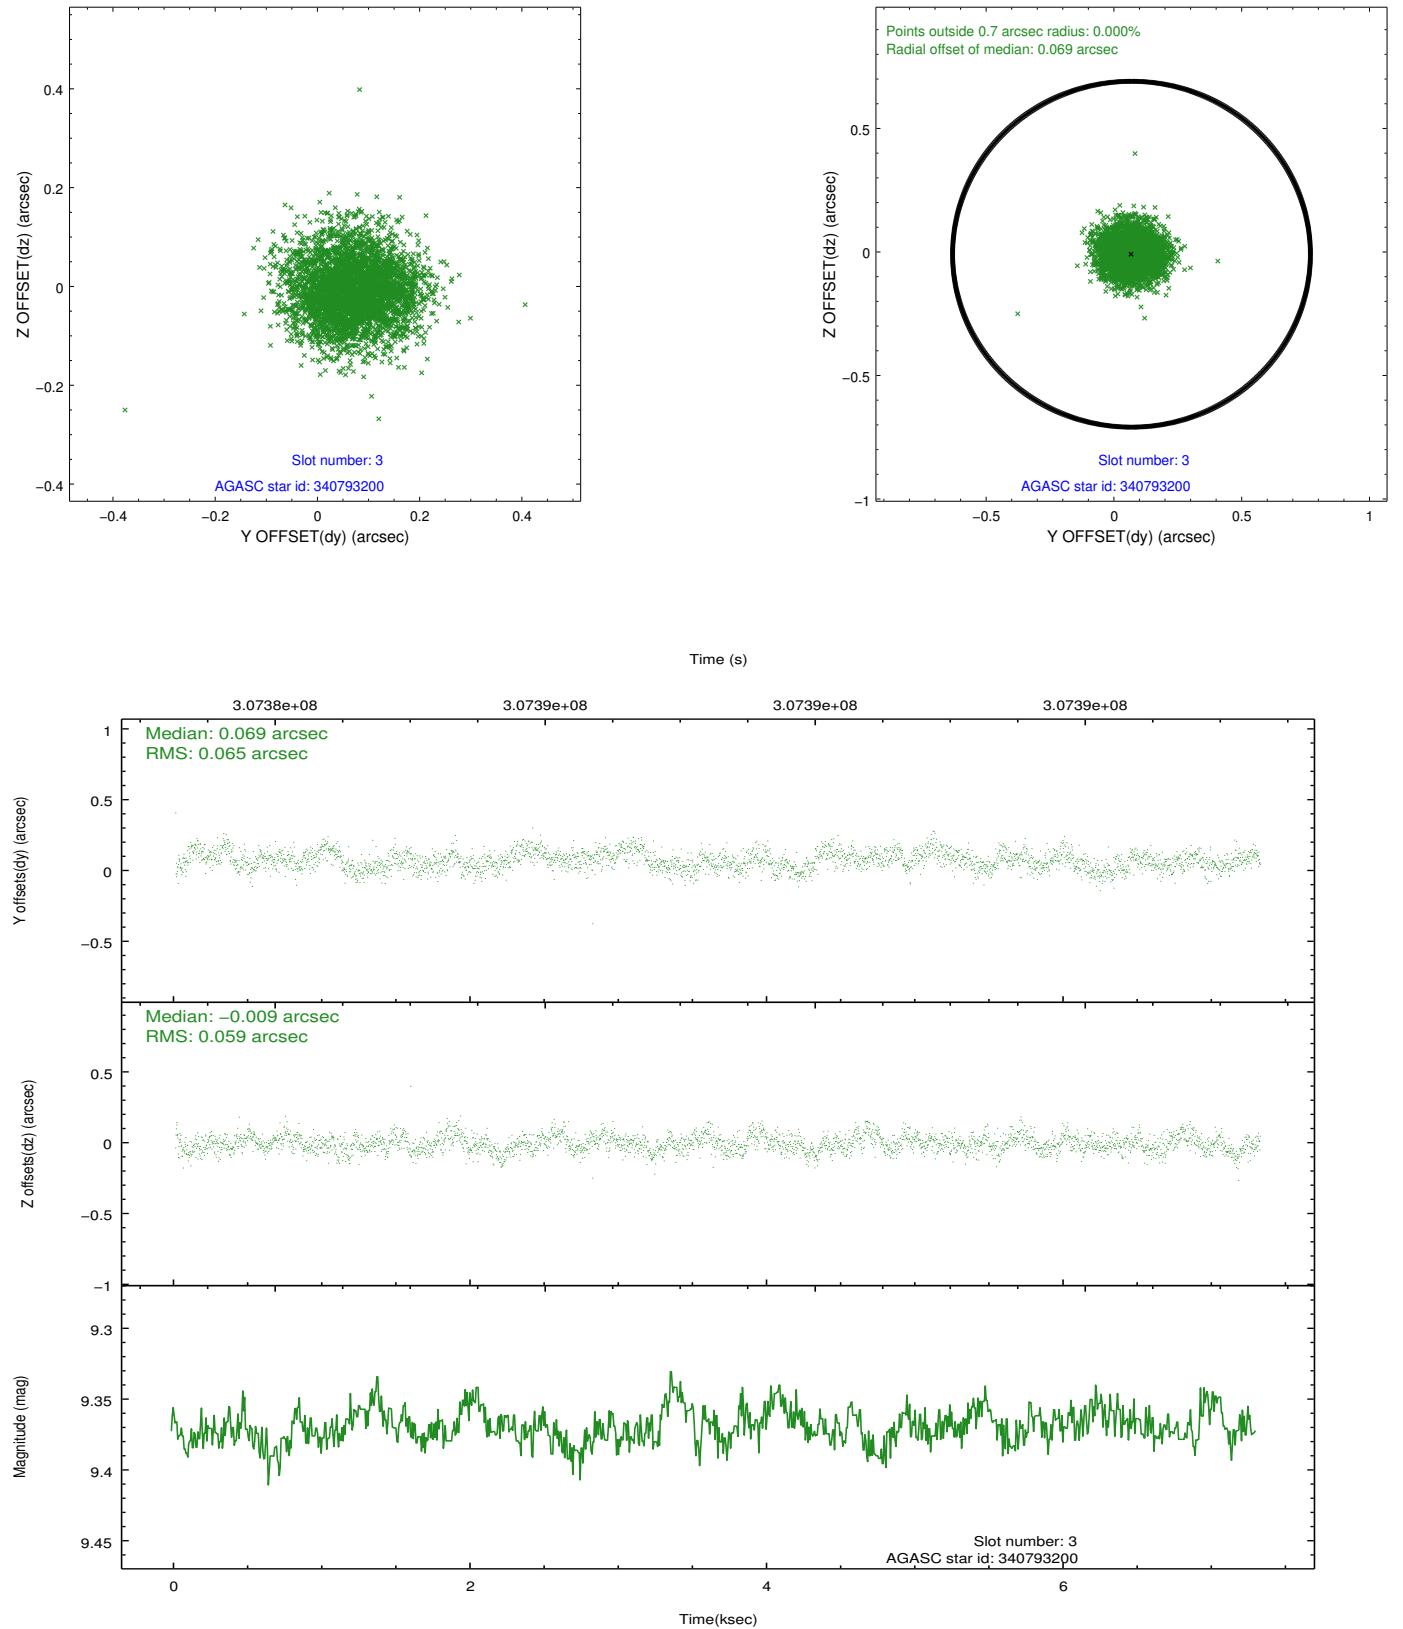 0.4
0.2
0
−0.2
−0.4
Z OFFSET(dz) (arcsec)
Slot number: 3
AGASC star id: 340793200
−0.4 −0.2 0 0.2 0.4
Y OFFSET(dy) (arcsec)
Points outside 0.7 arcsec radius: 0.000%
Radial offset of median: 0.069 arcsec
0.5
0
−0.5
−1
Z OFFSET(dz) (arcsec)
Slot number: 3
AGASC star id: 340793200
−0.5 0 0.5 1
Y OFFSET(dy) (arcsec)
Time (s)
3.0738e+08 3.0739e+08 3.0739e+08 3.0739e+08
Median: 0.069 arcsec
RMS: 0.065 arcsec
1
0.5
0
−0.5
Y offsets(dy) (arcsec)
Median: −0.009 arcsec
RMS: 0.059 arcsec
0.5
0
−0.5
−1
Z offsets(dz) (arcsec)
9.3
9.35
9.4
9.45
Magnitude (mag)
Slot number: 3
AGASC star id: 340793200
0 2 4 6
Time(ksec)